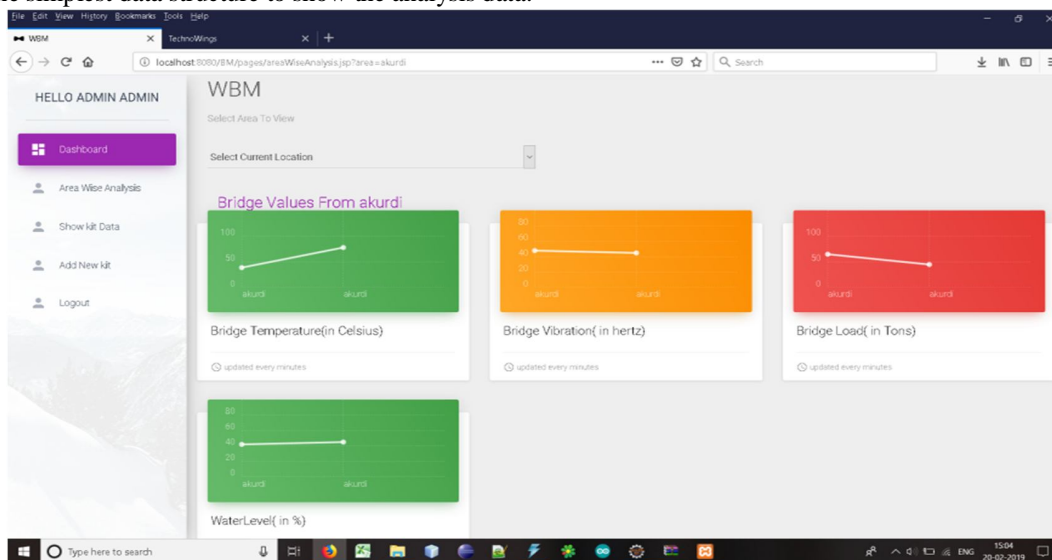 the simplest data structure to show the analysis data.
File Edit View History Bookmarks Tools Help
WBM
TechnoWings
localhost:8080/BM/pages/areaWiseAnalysis.jsp?area=akurdi
Search
HELLO ADMIN ADMIN
Dashboard
Area Wise Analysis
Show kit Data
Add New kit
Logout
WBM
Select Area To View
Select Current Location
Bridge Values From akurdi
100
50
0
akurdi akurdi
Bridge Temperature(in Celsius)
updated every minutes
80
60
40
20
0
akurdi akurdi
Bridge Vibration( in hertz)
updated every minutes
100
50
0
akurdi akurdi
Bridge Load( in Tons)
updated every minutes
80
60
40
20
0
akurdi akurdi
WaterLevel( in %)
Type here to search
ENG
15:04
20-02-2019